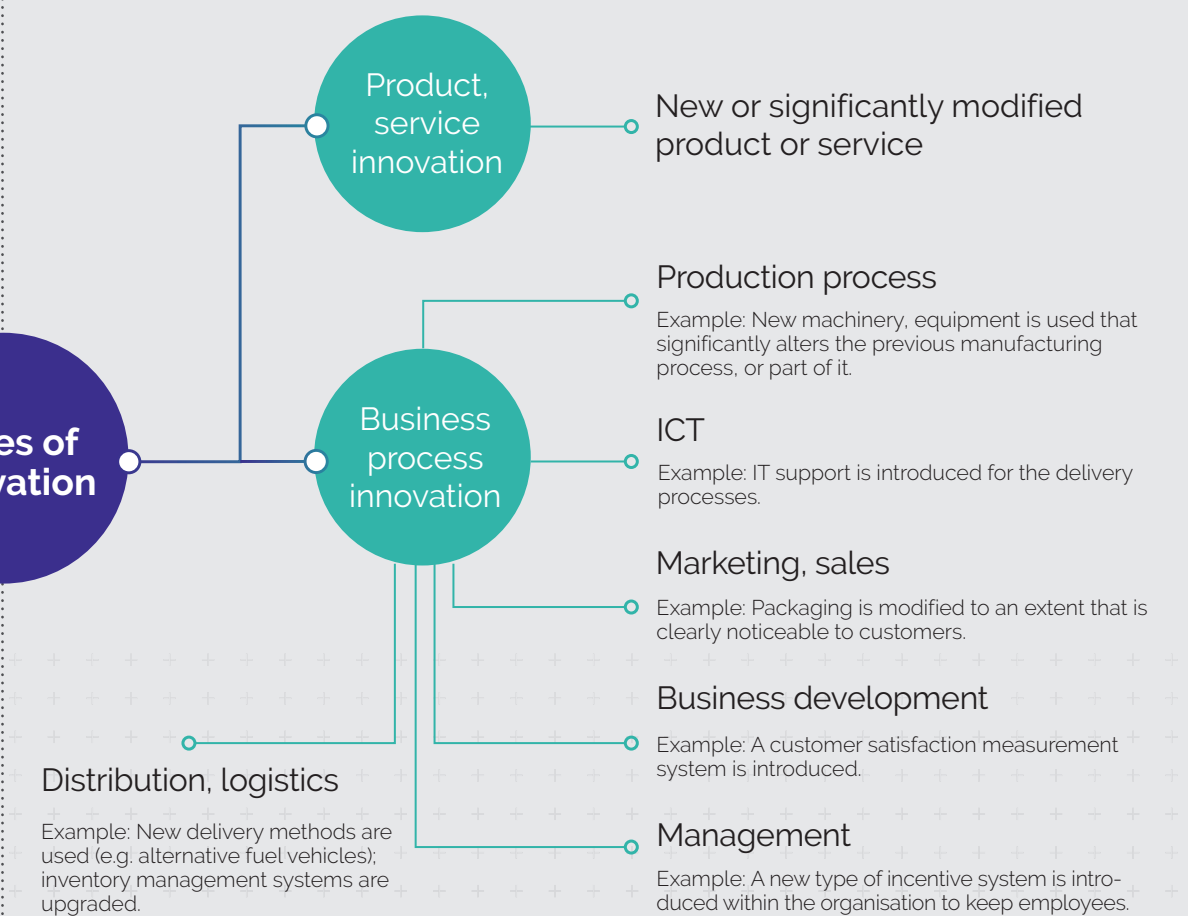 Product,
service
innovation
New or significantly modified
product or service
Production process
Example: New machinery, equipment is used that
significantly alters the previous manufacturing
process, or part of it.
es of
vation
Business
process
innovation
ICT
Example: IT support is introduced for the delivery
processes.
Marketing, sales
Example: Packaging is modified to an extent that is
clearly noticeable to customers.
Business development
Example: A customer satisfaction measurement
system is introduced.
Distribution, logistics
Example: New delivery methods are
used (e.g. alternative fuel vehicles);
inventory management systems are
upgraded.
Management
Example: A new type of incentive system is intro-
duced within the organisation to keep employees.